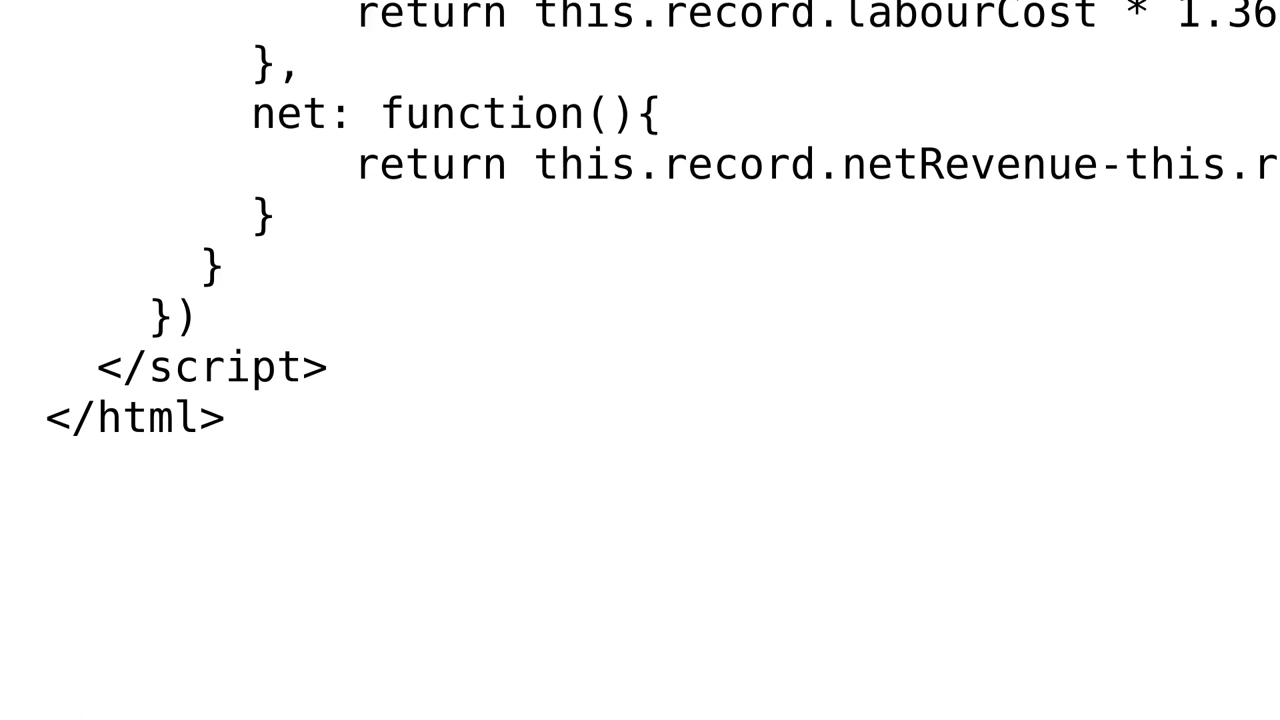 return this.record.labourCost * 1.36
},
net: function(){
return this.record.netRevenue-this.r
}
}
})
</script>
</html>